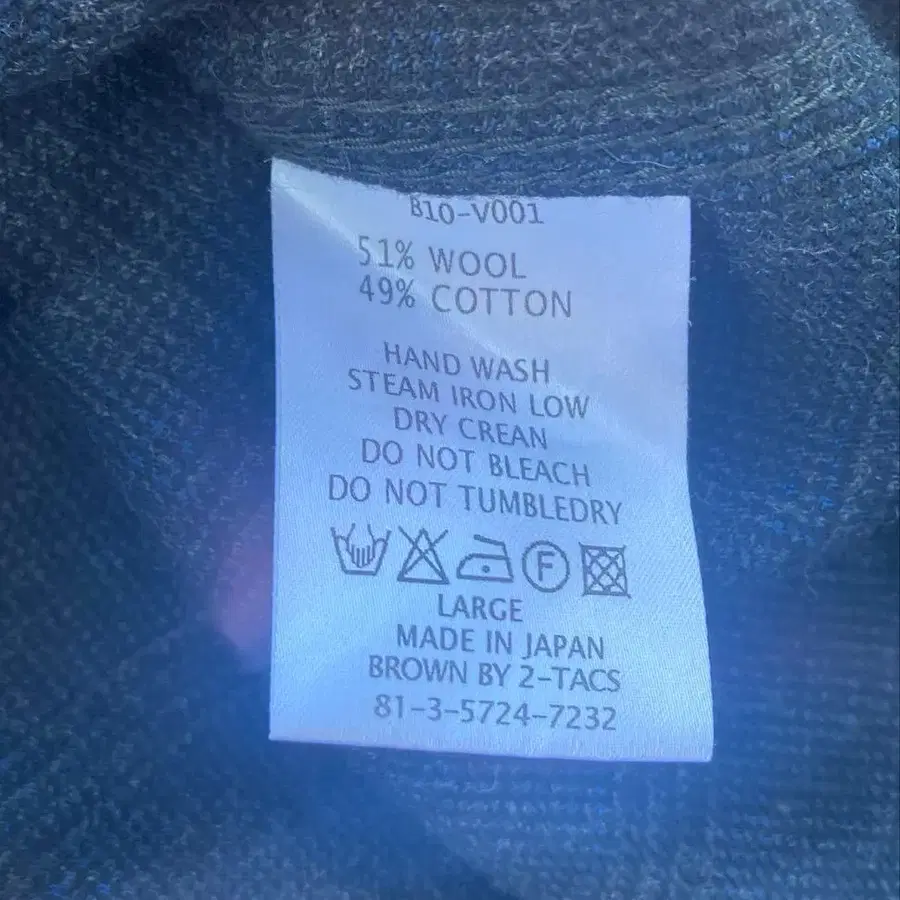 B10-V001
51% WOOL
49% COTTON
HAND WASH
STEAM IRON LOW
DRY CREAN
DO NOT BLEACH
DO NOT TUMBLEDRY
F
LARGE
MADE IN JAPAN
BROWN BY 2-TACS
81-3-5724-7232